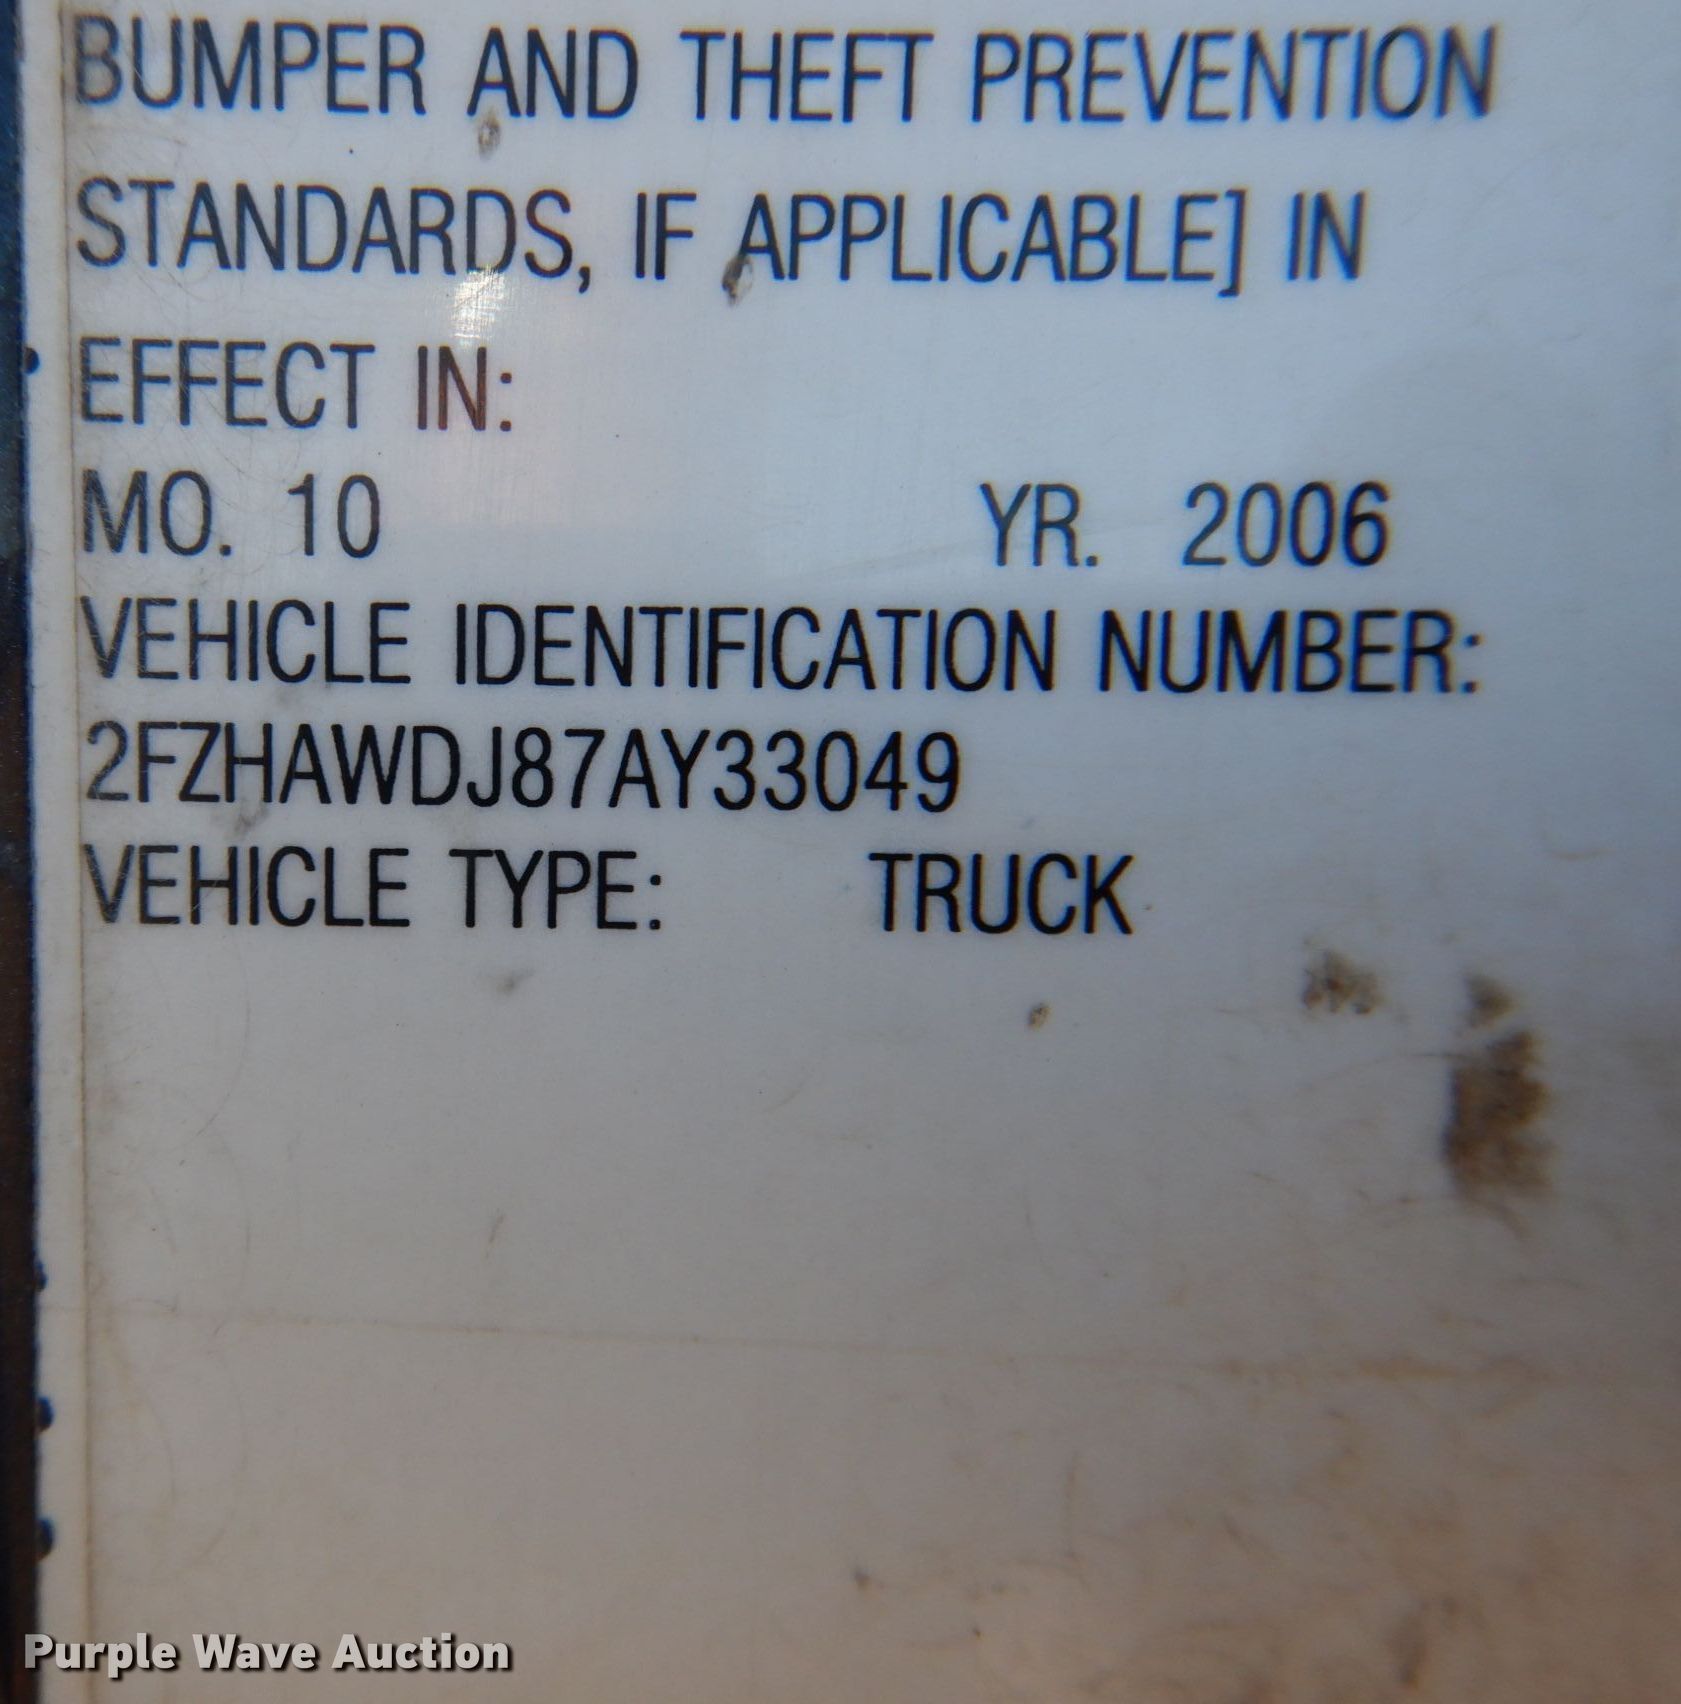 BUMPER AND THEFT PREVENTION
STANDARDS, IF APPLICABLE] IN
EFFECT IN:
MO. 10 YR. 2006
VEHICLE IDENTIFICATION NUMBER:
2FZHAWDJ87AY33049
VEHICLE TYPE: TRUCK
Purple Wave Auction